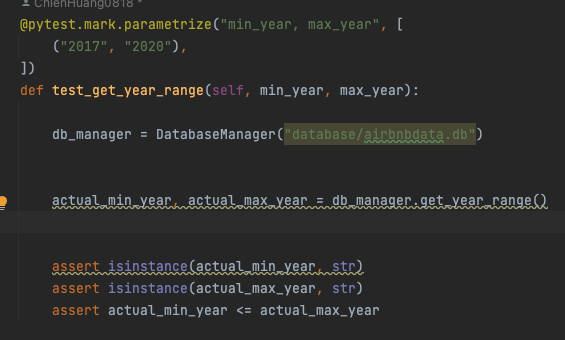 ChienHuang0818 *
@pytest.mark.parametrize("min_year, max_year", [
("2017", "2020"),
])
def test_get_year_range(self, min_year, max_year):
db_manager = DatabaseManager("database/airbnbdata.db")
actual_min_year, actual_max_year = db_manager.get_year_range()
assert isinstance(actual_min_year, str)
assert isinstance(actual_max_year, str)
assert actual_min_year <= actual_max_year